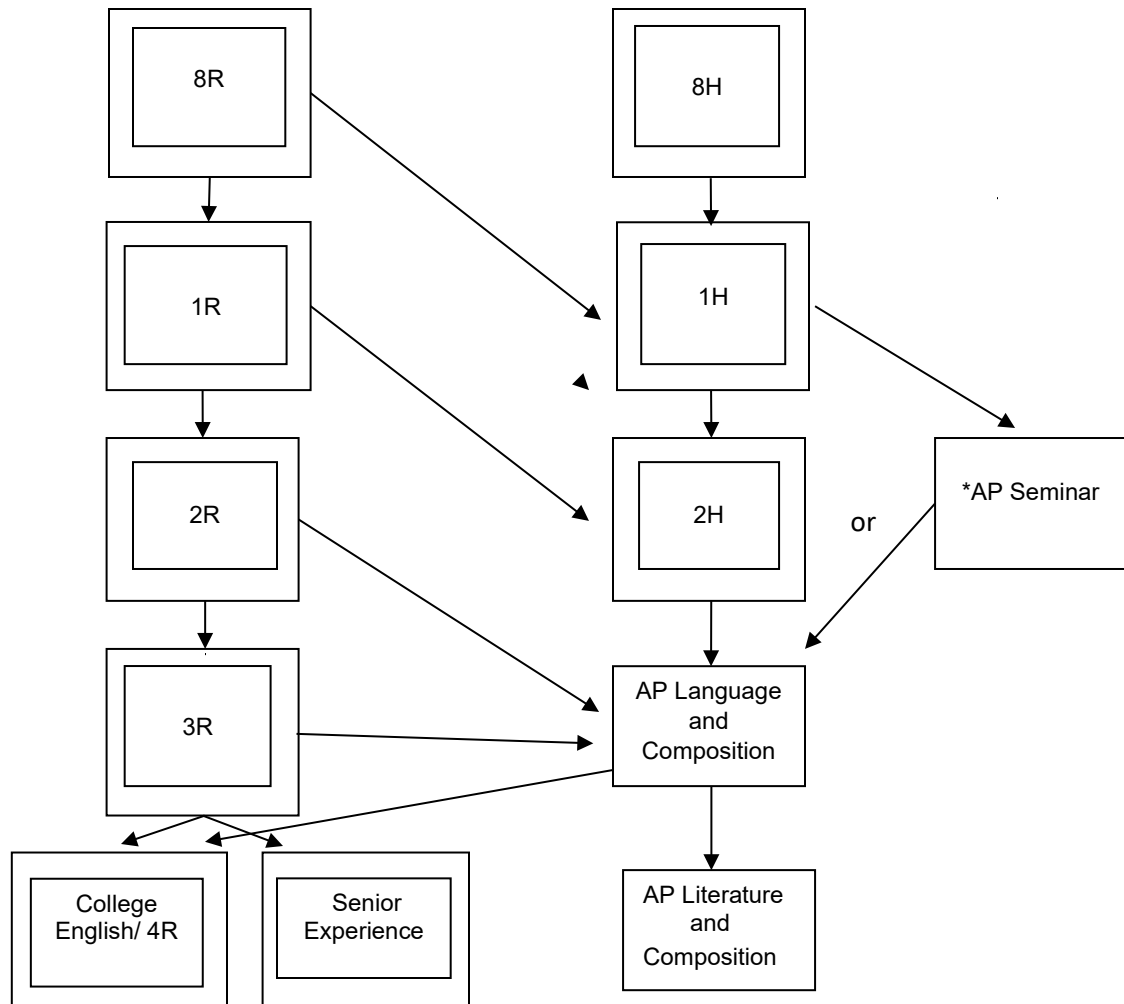 8R
8H
1R
1H
2R
2H
or
*AP Seminar
3R
AP Language
and
Composition
College
English/ 4R
Senior
Experience
AP Literature
and
Composition